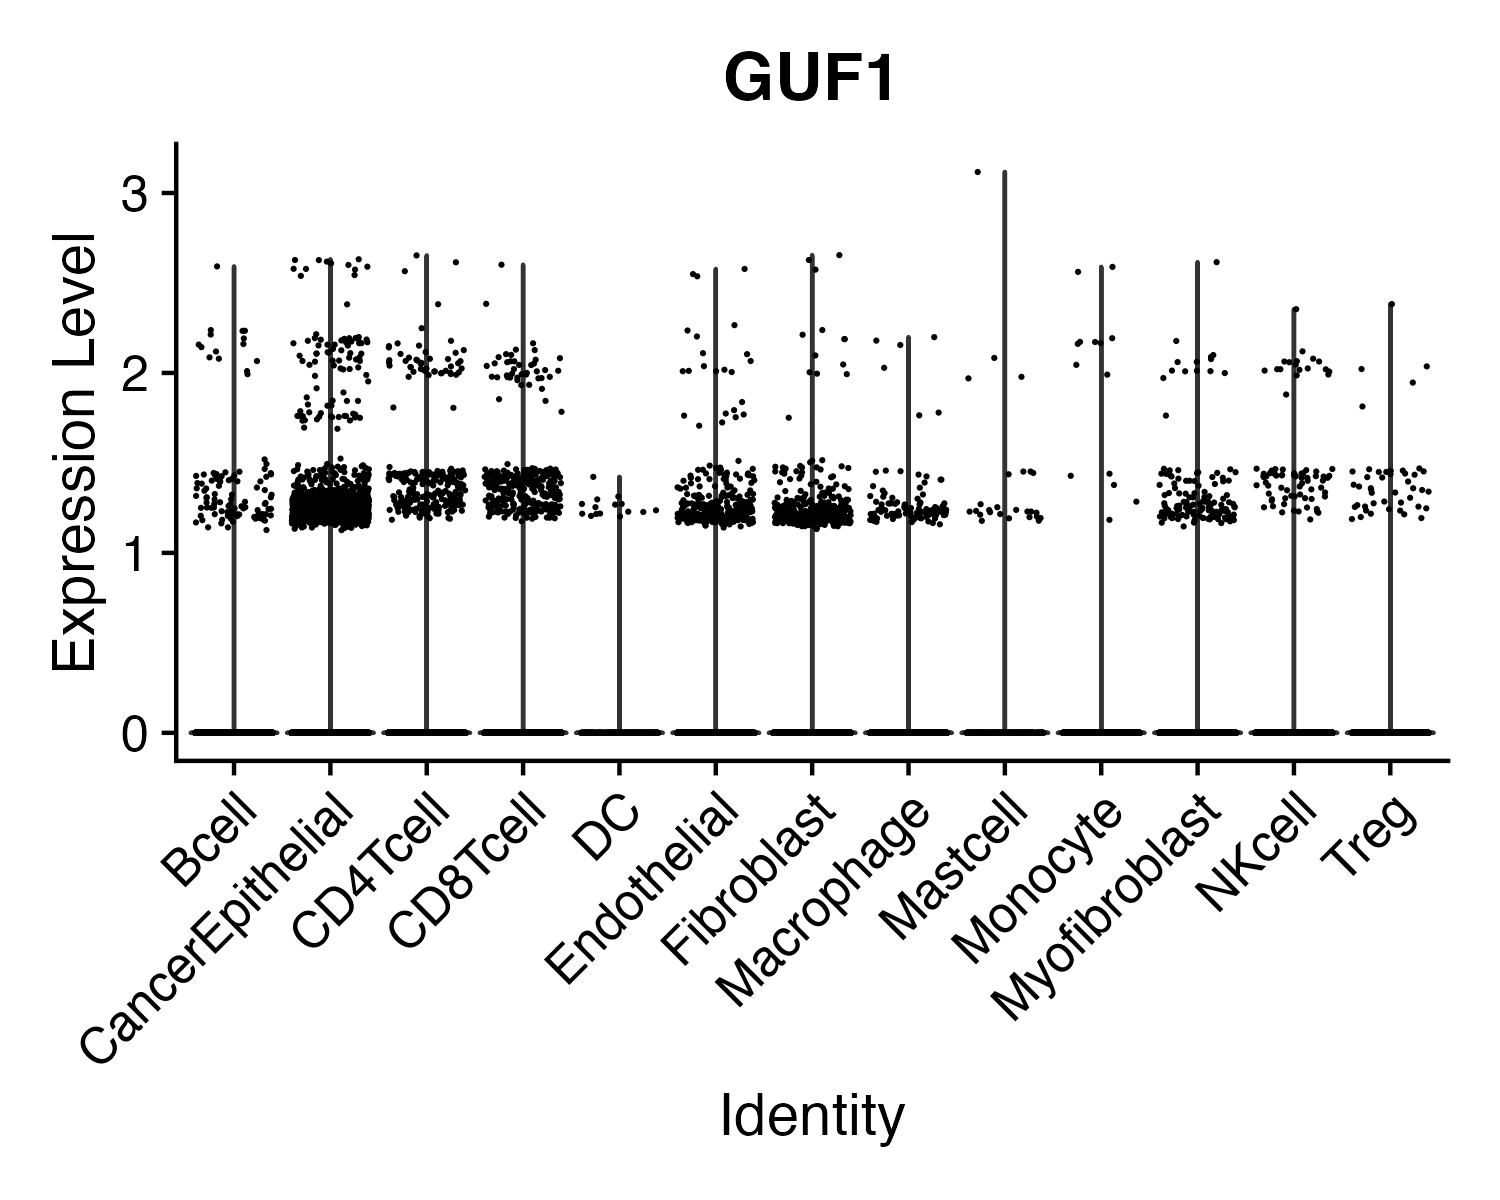 GUF1
Expression Level
3
2
1
0
Bcell
CancerEpithelial
CD4Tcell
CD8Tcell
DC
Endothelial
Fibroblast
Macrophage
Mastcell
Monocyte
Myofibroblast
NKcell
Treg
Identity